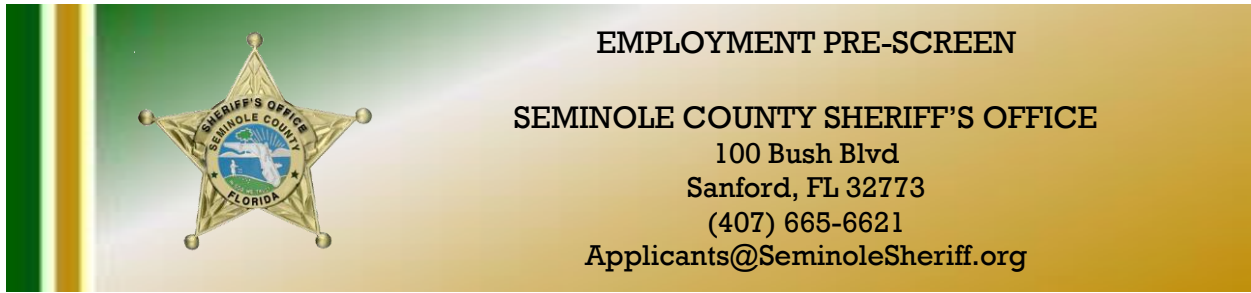 EMPLOYMENT PRE-SCREEN
SEMINOLE COUNTY SHERIFF'S OFFICE
100 Bush Blvd
Sanford, FL 32773
(407) 665-6621
Applicants@SeminoleSheriff.org
SHERIFF'S OFFICE
SEMINOLE COUNTY
FLORIDA